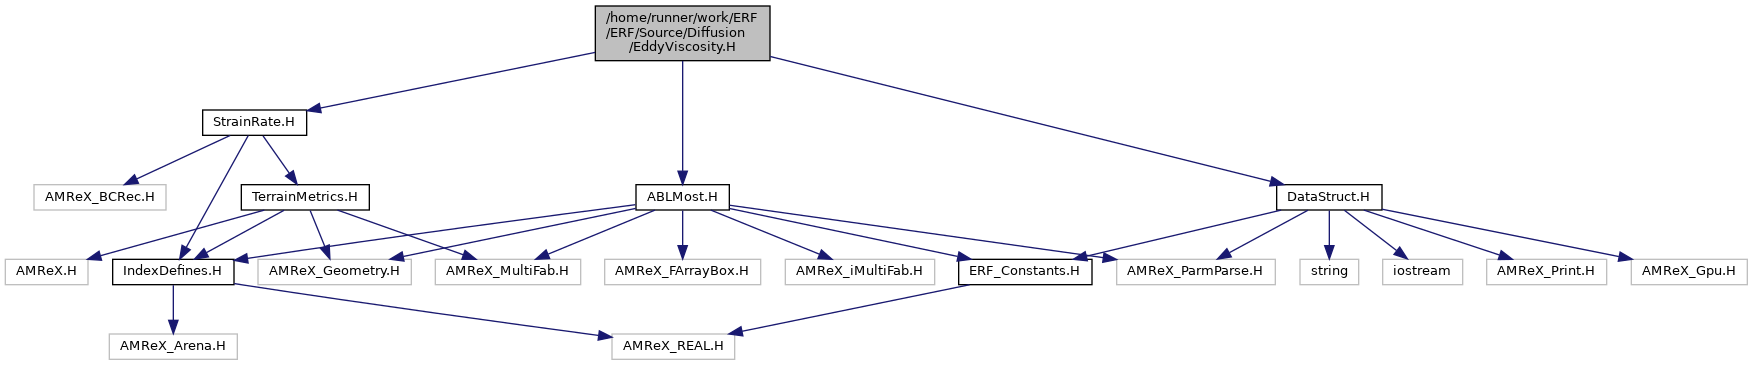 /home/runner/work/ERF
/ERF/Source/Diffusion
/EddyViscosity.H
StrainRate.H
AMReX_BCRec.H
TerrainMetrics.H
ABLMost.H
DataStruct.H
AMReX.H
IndexDefines.H
AMReX_Geometry.H
AMReX_MultiFab.H
AMReX_FArrayBox.H
AMReX_iMultiFab.H
ERF_Constants.H
AMReX_ParmParse.H
string
iostream
AMReX_Print.H
AMReX_Gpu.H
AMReX_Arena.H
AMReX_REAL.H